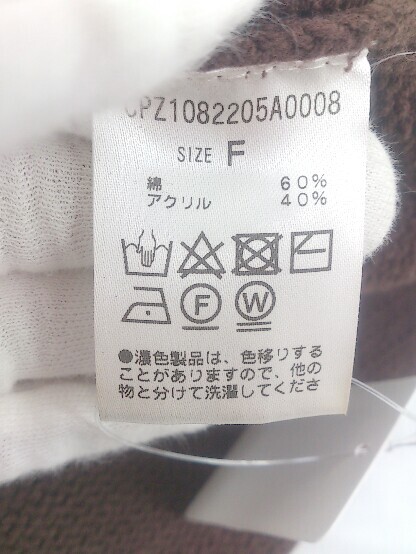 CPZ1082205A0008
SIZE F
綿 60%
アクリル 40%
F W
●濃色製品は、色移りする
ことがありますので、他の
物と分けて洗濯してくださ